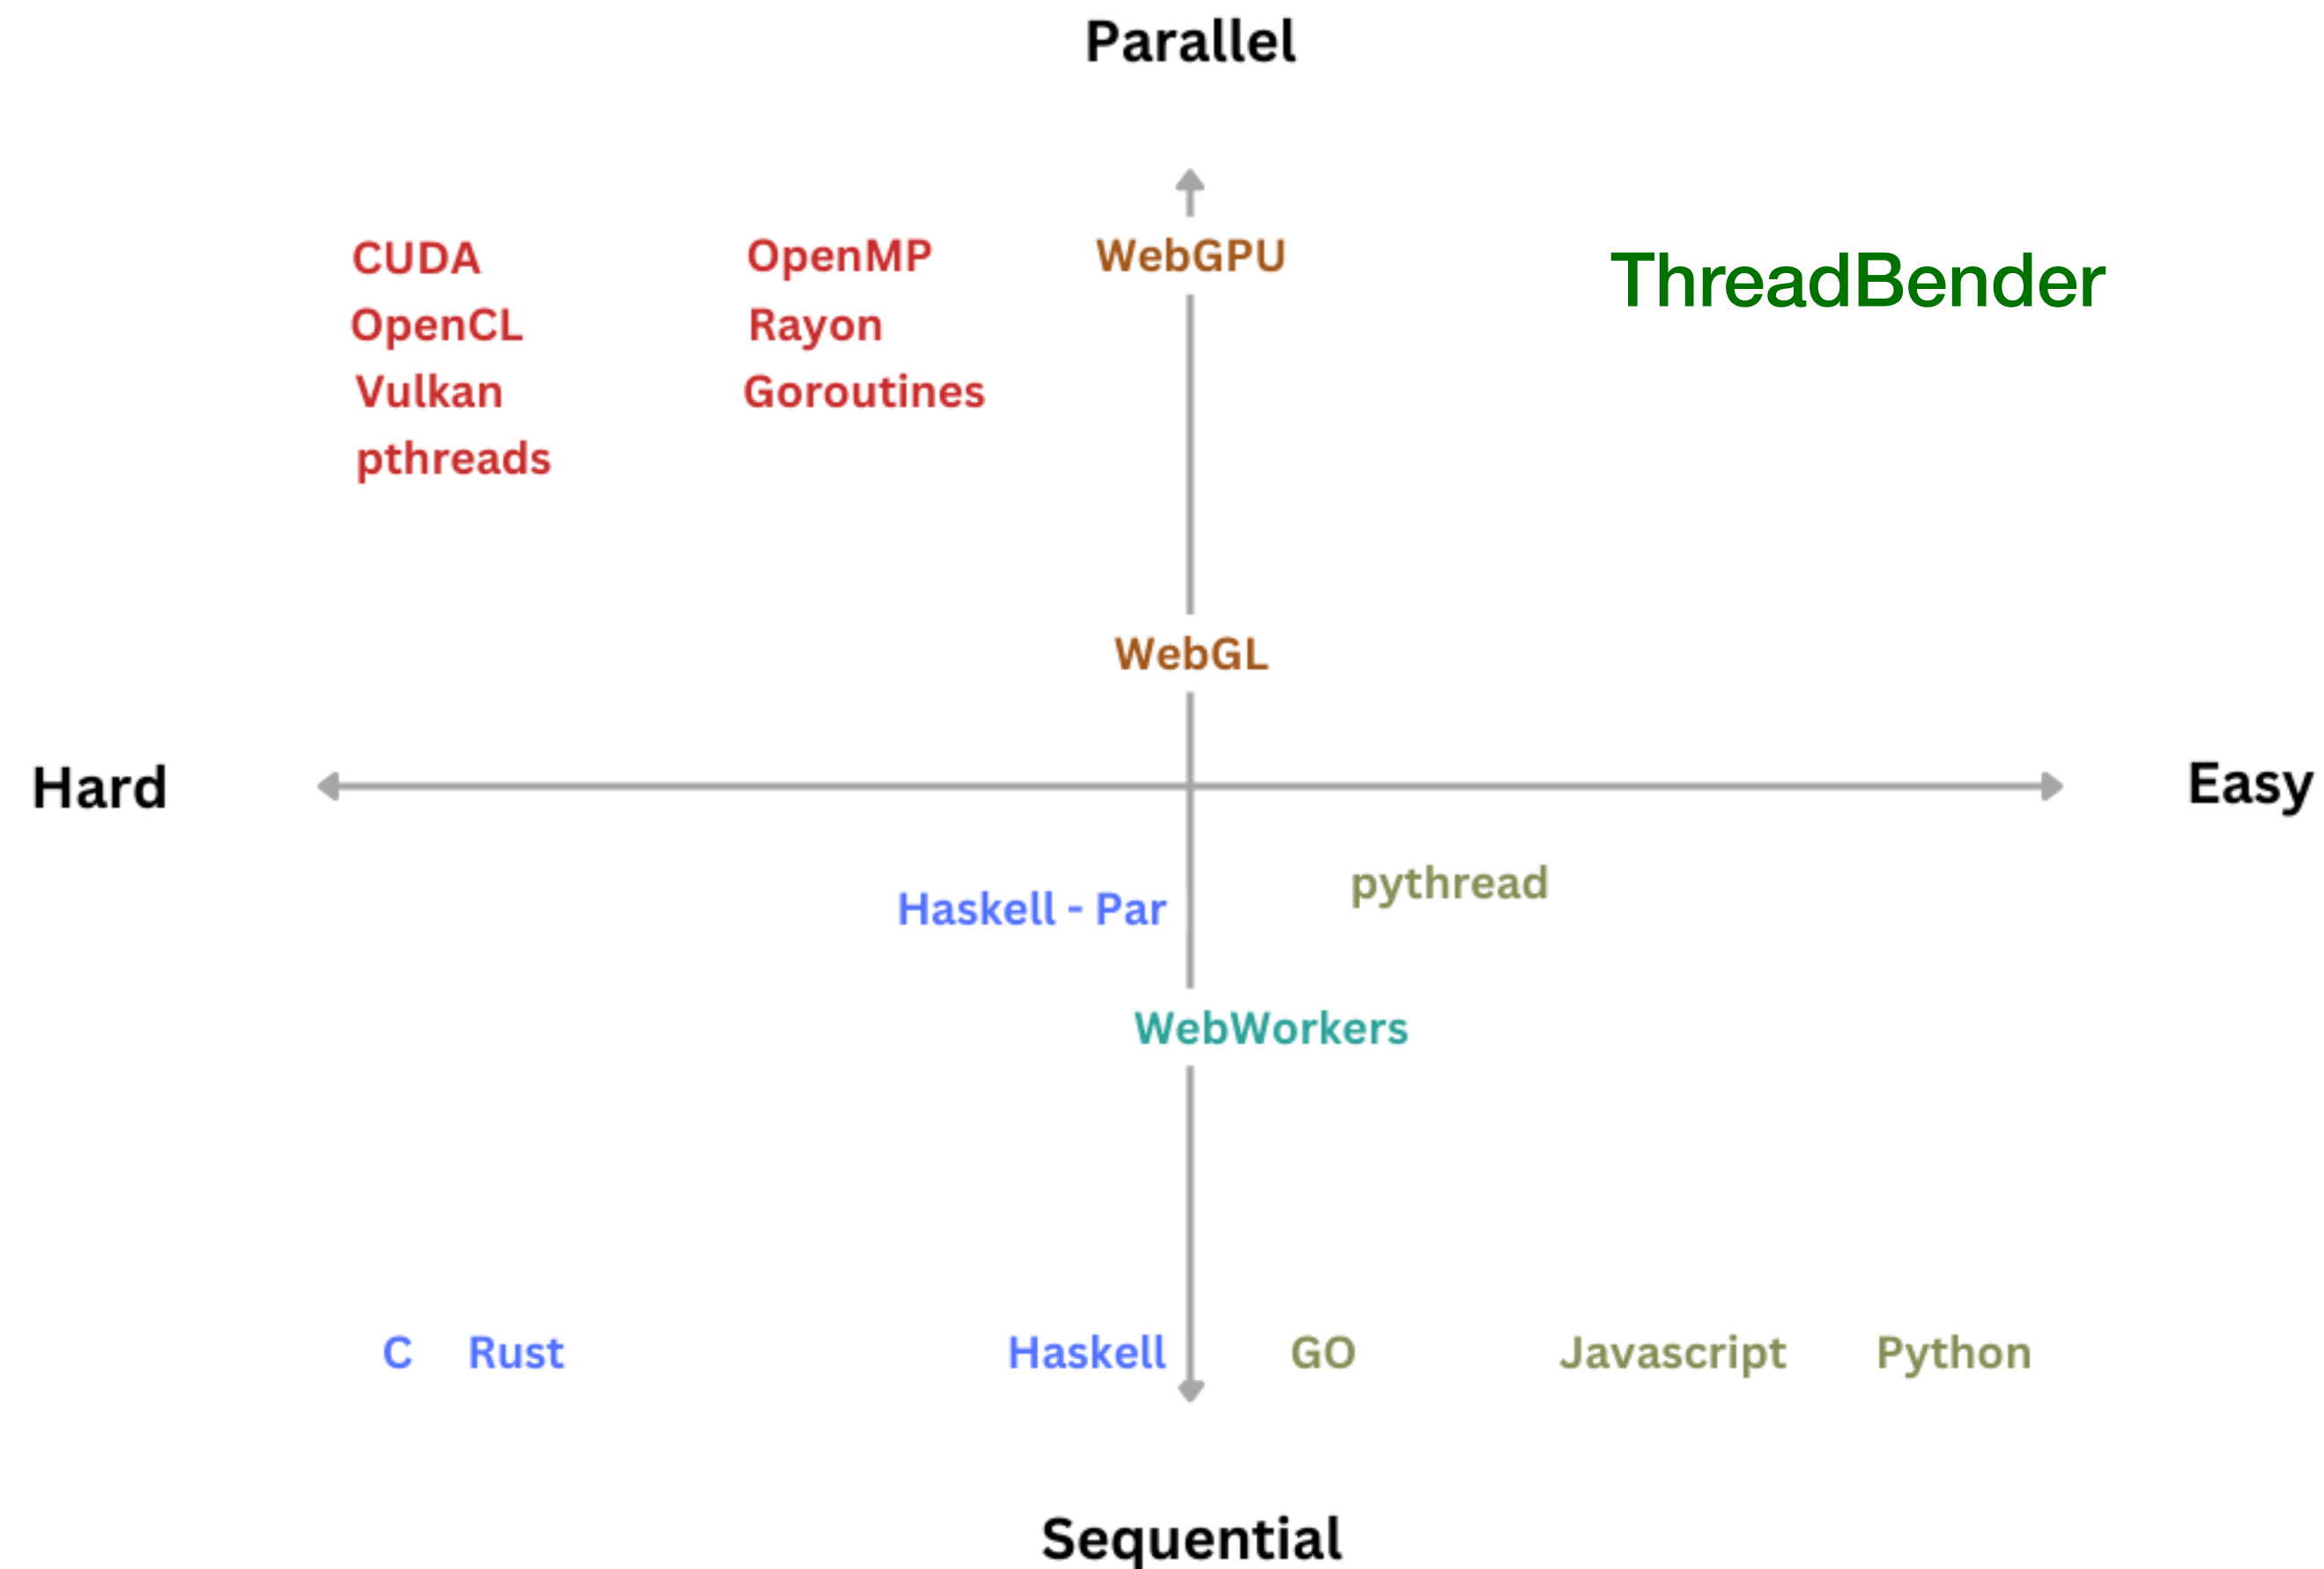 Parallel
CUDA
OpenMP
WebGPU
ThreadBender
OpenCL
Rayon
Vulkan
Goroutines
pthreads
WebGL
Hard
Easy
Haskell - Par
pythread
WebWorkers
C
Rust
Haskell
GO
Javascript
Python
Sequential